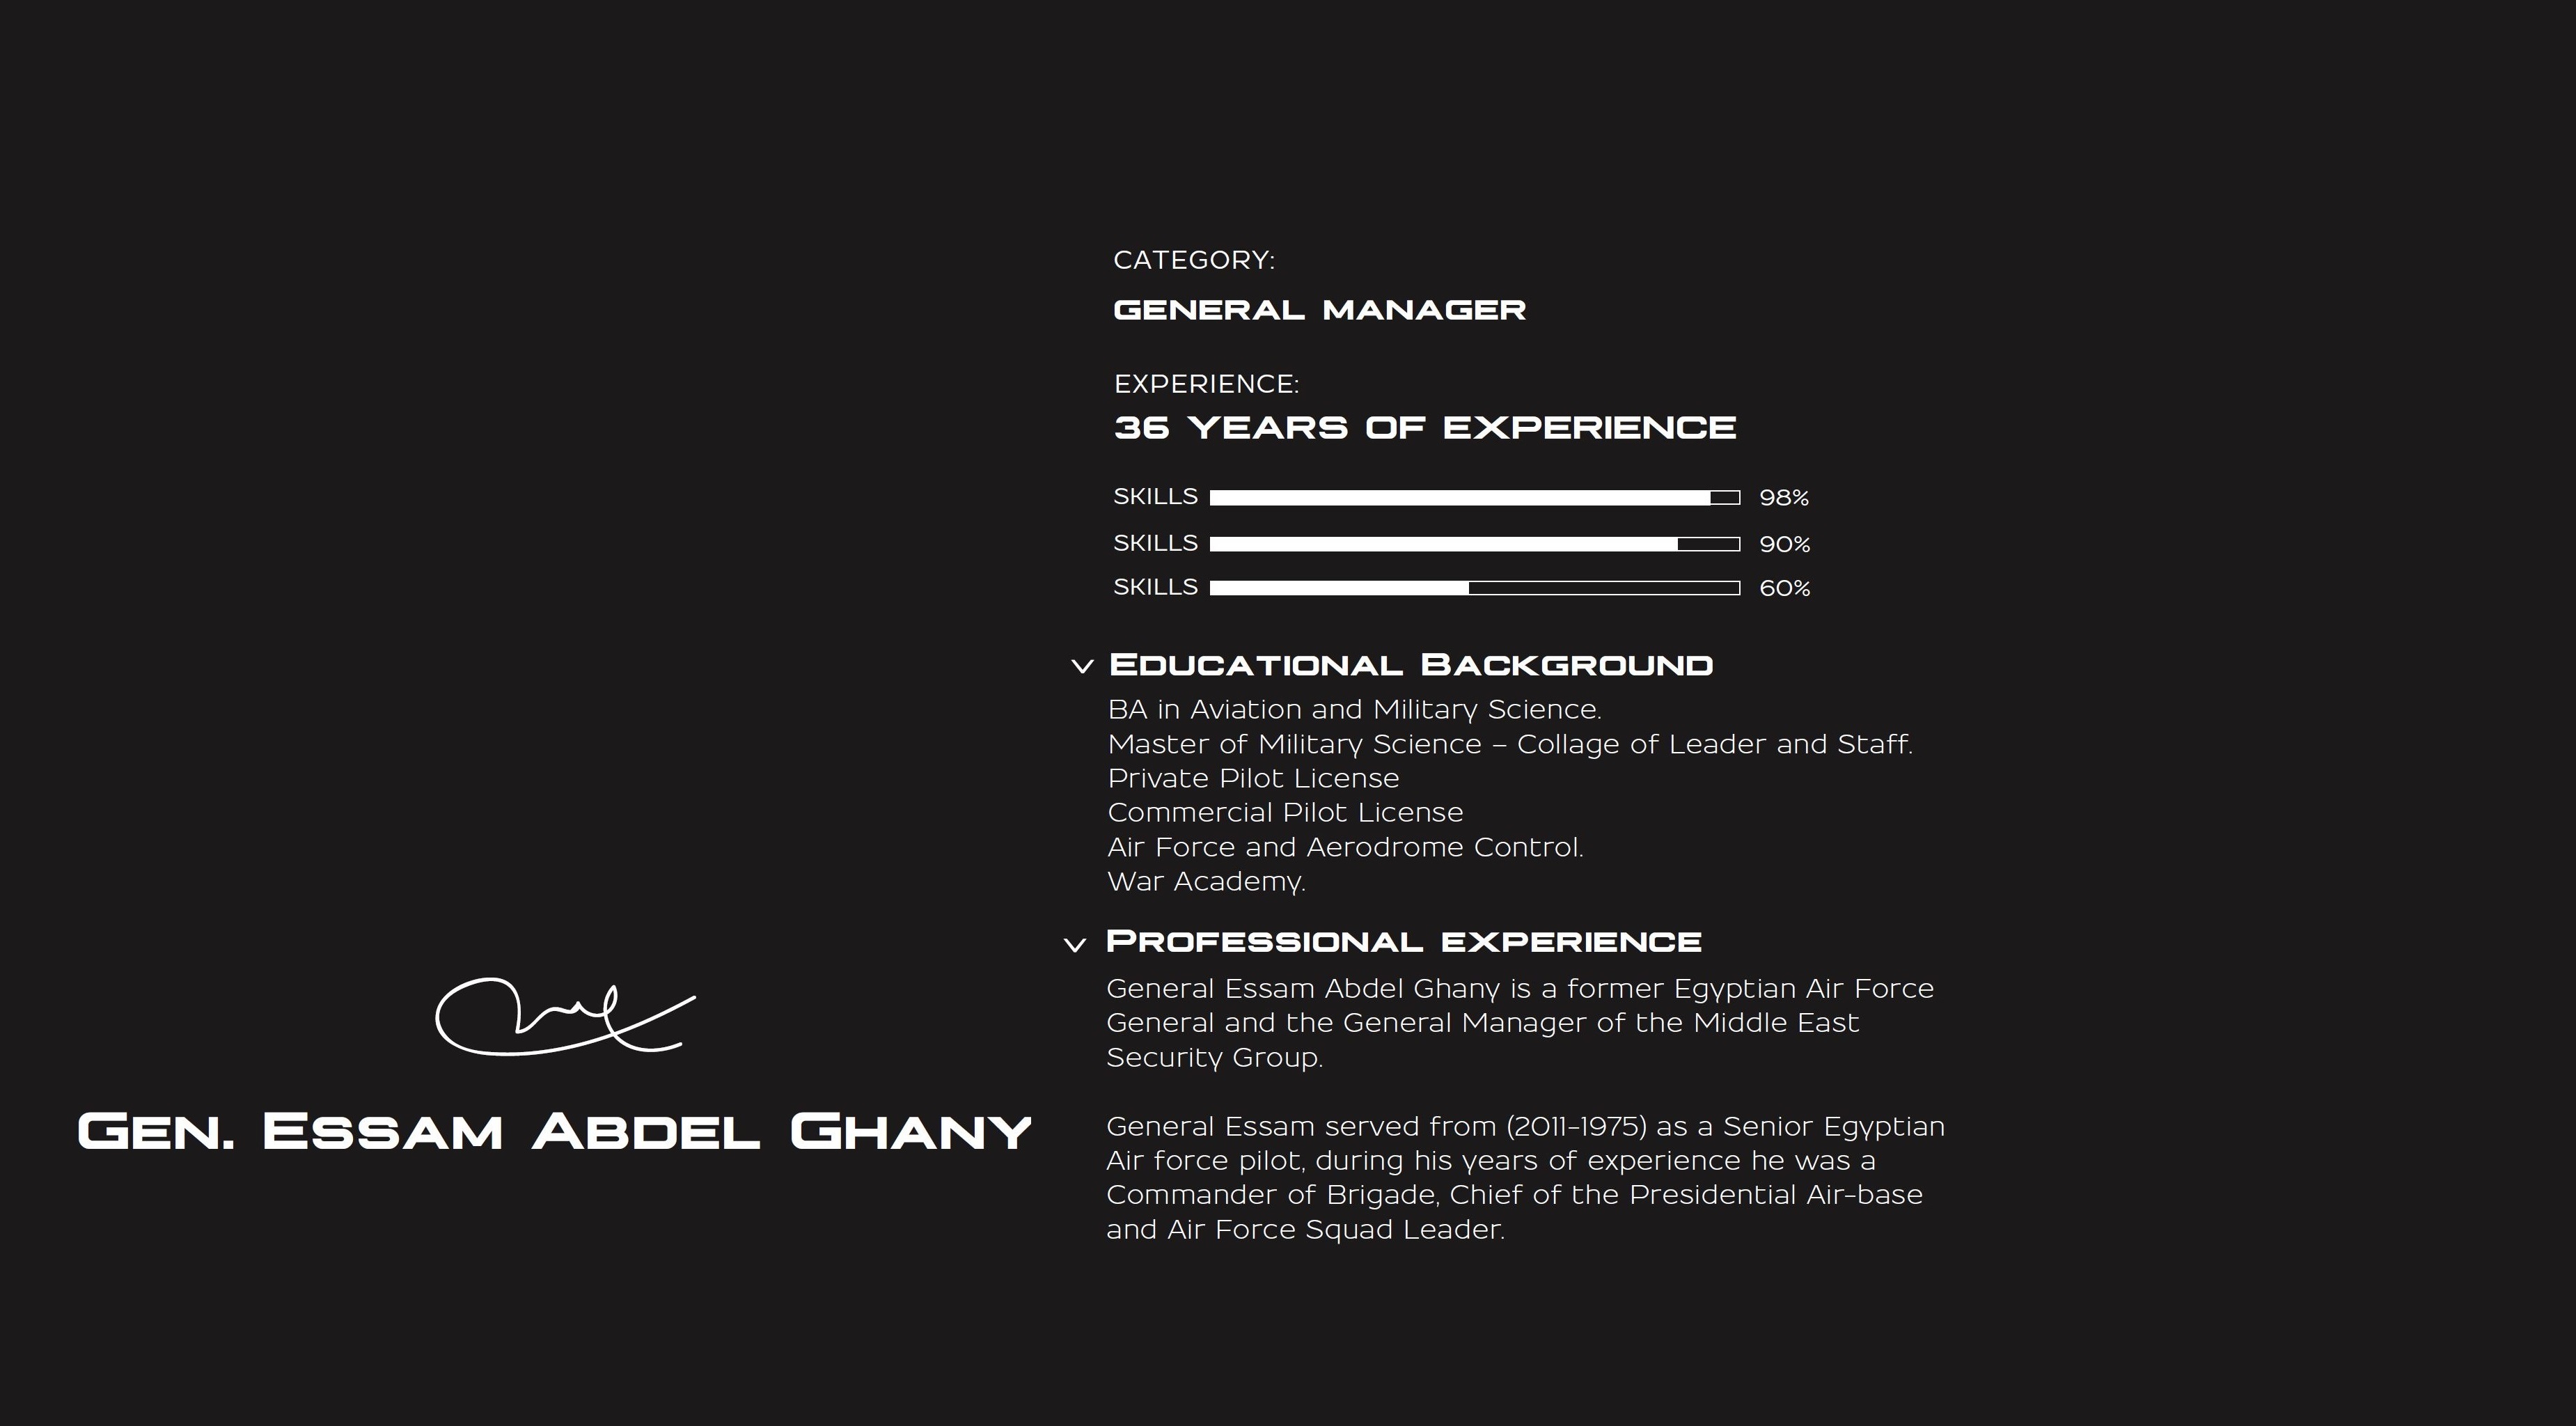 CATEGORY:
GENERAL MANAGER
EXPERIENCE:
36 YEARS OF EXPERIENCE
SKILLS 98%
SKILLS 90%
SKILLS 60%
EDUCATIONAL BACKGROUND
BA in Aviation and Military Science.
Master of Military Science – Collage of Leader and Staff.
Private Pilot License
Commercial Pilot License
Air Force and Aerodrome Control.
War Academy.
PROFESSIONAL EXPERIENCE
General Essam Abdel Ghany is a former Egyptian Air Force
General and the General Manager of the Middle East
Security Group.
General Essam served from (2011-1975) as a Senior Egyptian
Air force pilot, during his years of experience he was a
Commander of Brigade, Chief of the Presidential Air-base
and Air Force Squad Leader.
GEN. ESSAM ABDEL GHANY